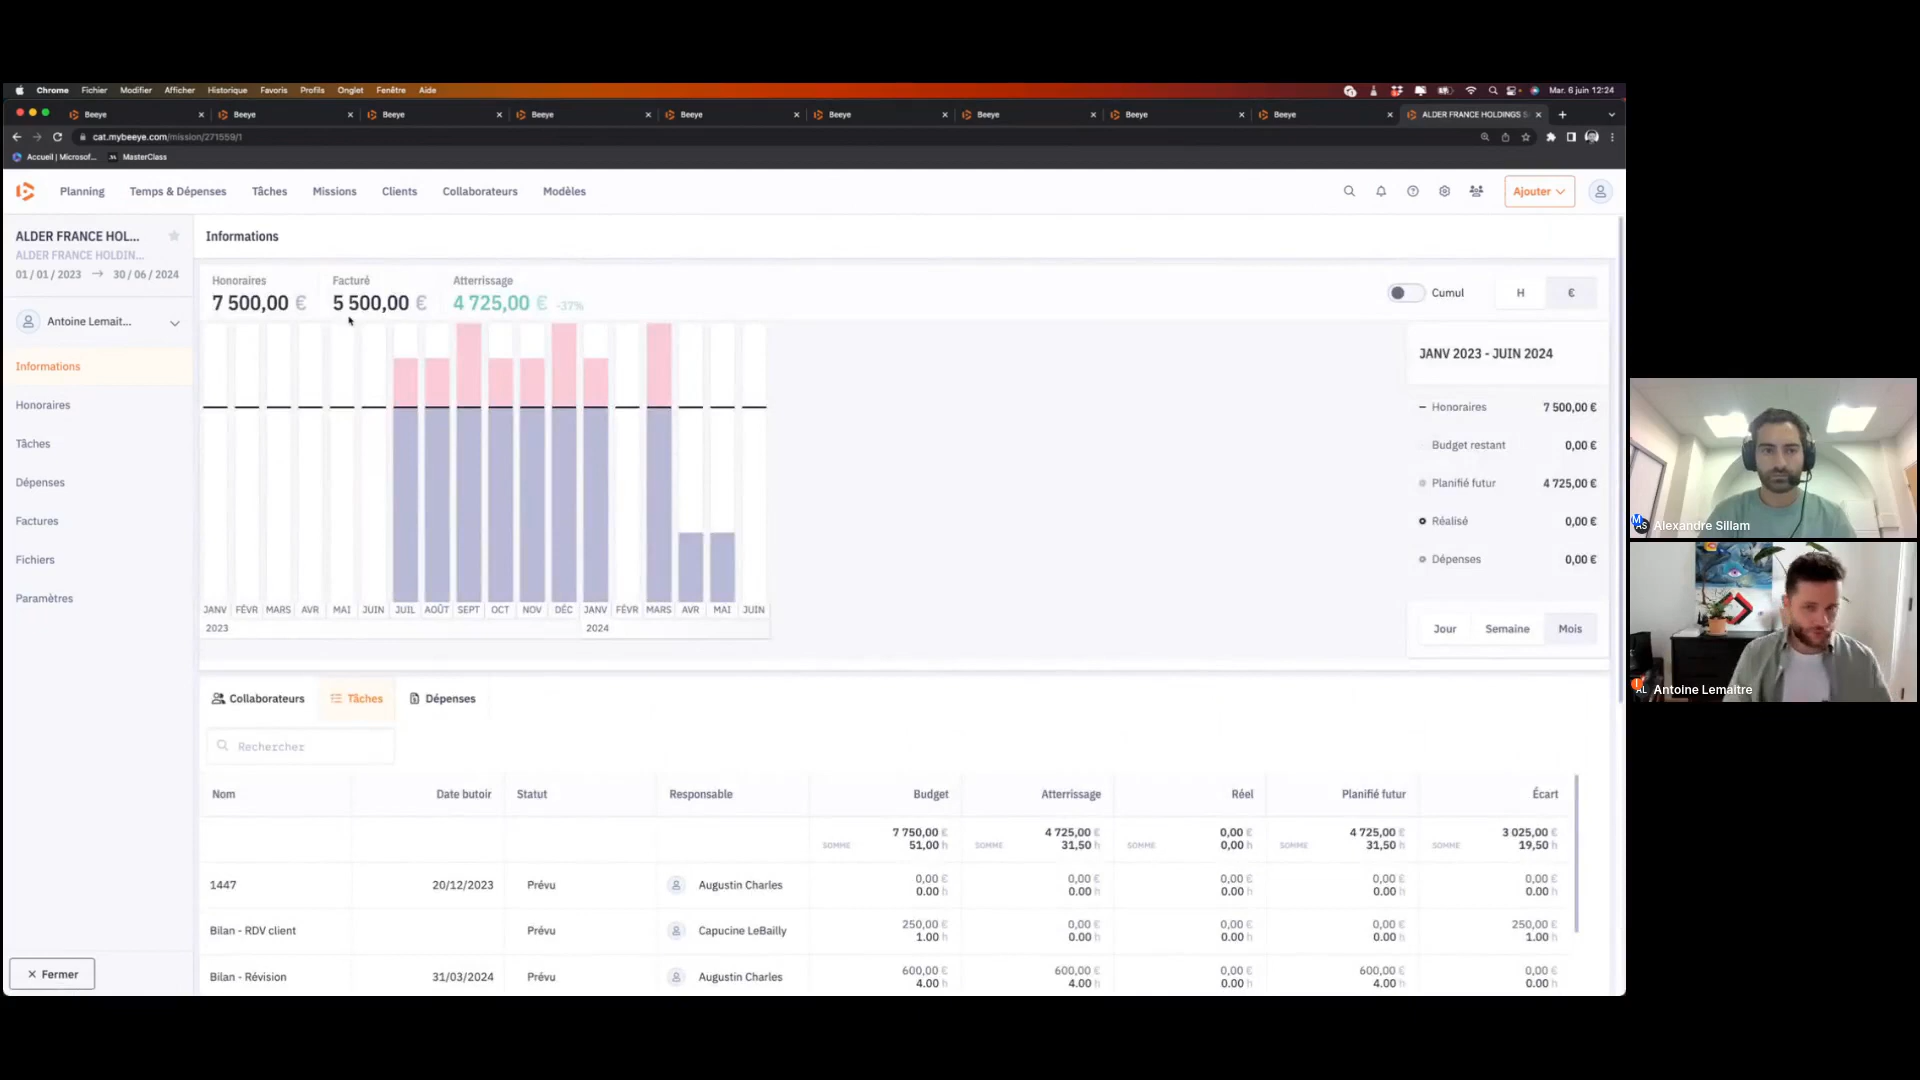 Chrome Fichier Modifier Afficher Historique Favoris Profils Onglet Fenêtre Aide Mar. 6 juin 12:24
Beeye Beeye Beeye Beeye Beeye Beeye Beeye Beeye Beeye ALDER FRANCE HOLDINGS S
cat.mybeeye.com/mission/271559/1
Accueil | Microsof... MasterClass
Planning Temps & Dépenses Tâches Missions Clients Collaborateurs Modèles Ajouter
ALDER FRANCE HOL...
ALDER FRANCE HOLDIN...
01 / 01 / 2023 → 30 / 06 / 2024
Antoine Lemait...
Informations
Honoraires
Tâches
Dépenses
Factures
Fichiers
Paramètres
× Fermer
Informations
Honoraires Facturé Atterrissage
7 500,00 € 5 500,00 € 4 725,00 € -37%
Cumul H €
JANV FÉVR MARS AVR MAI JUIN JUIL AOÛT SEPT OCT NOV DÉC JANV FÉVR MARS AVR MAI JUIN
2023 2024
JANV 2023 - JUIN 2024
Honoraires 7 500,00 €
Budget restant 0,00 €
Planifié futur 4 725,00 €
Réalisé 0,00 €
Dépenses 0,00 €
Jour Semaine Mois
Collaborateurs Tâches Dépenses
Rechercher
Nom Date butoir Statut Responsable Budget Atterrissage Réel Planifié futur Écart
7 750,00 € 4 725,00 € 0,00 € 4 725,00 € 3 025,00 €
SOMME 51,00 h SOMME 31,50 h SOMME 0,00 h SOMME 31,50 h SOMME 19,50 h
1447 20/12/2023 Prévu Augustin Charles 0,00 € 0,00 € 0,00 € 0,00 € 0,00 €
0.00 h 0.00 h 0.00 h 0.00 h 0.00 h
Bilan - RDV client Prévu Capucine LeBailly 250,00 € 0,00 € 0,00 € 0,00 € 250,00 €
1.00 h 0.00 h 0.00 h 0.00 h 1.00 h
Bilan - Révision 31/03/2024 Prévu Augustin Charles 600,00 € 600,00 € 0,00 € 600,00 € 0,00 €
4.00 h 4.00 h 0.00 h 4.00 h 0.00 h
Alexandre Sillam
Antoine Lemaitre